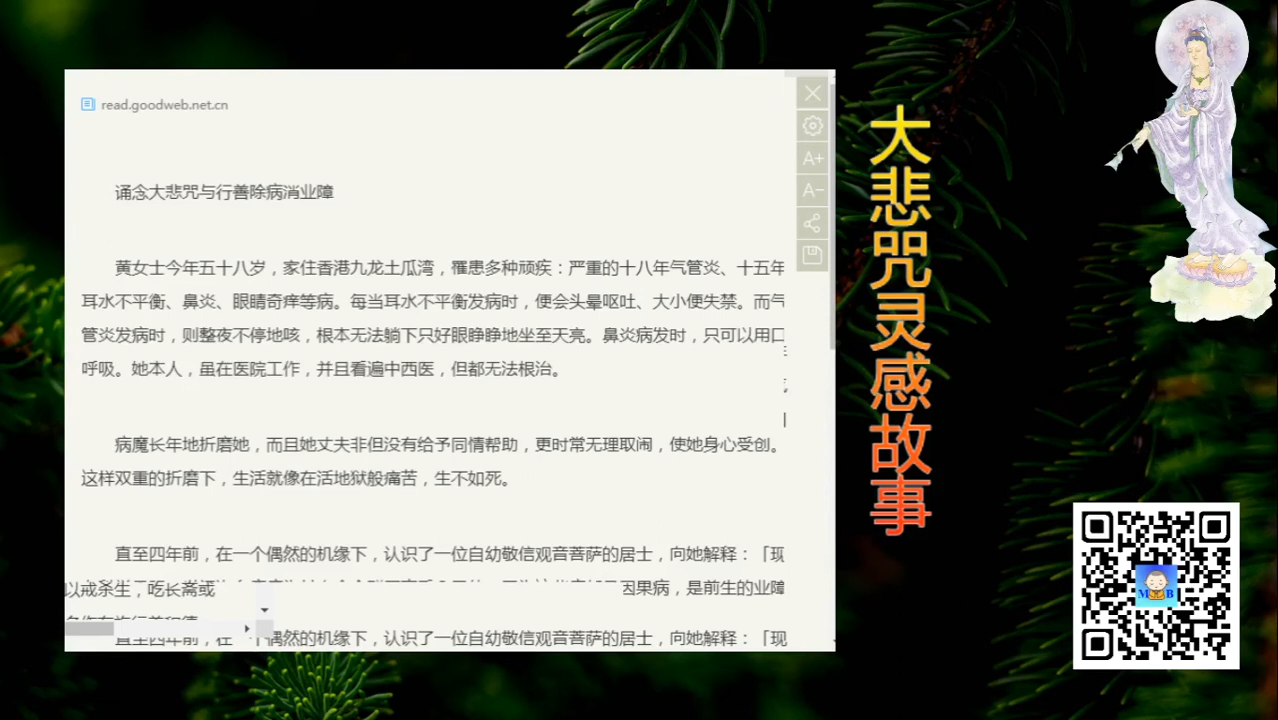 read.goodweb.net.cn
诵念大悲咒与行善除病消业障
黄女士今年五十八岁，家住香港九龙土瓜湾，罹患多种顽疾：严重的十八年气管炎、十五年
耳水不平衡、鼻炎、眼睛奇痒等病。每当耳水不平衡发病时，便会头晕呕吐、大小便失禁。而气
管炎发病时，则整夜不停地咳，根本无法躺下只好眼睁睁地坐至天亮。鼻炎病发时，只可以用口
呼吸。她本人，虽在医院工作，并且看遍中西医，但都无法根治。
病魔长年地折磨她，而且她丈夫非但没有给予同情帮助，更时常无理取闹，使她身心受创。
这样双重的折磨下，生活就像在活地狱般痛苦，生不如死。
直至四年前，在一个偶然的机缘下，认识了一位自幼敬信观音菩萨的居士，向她解释：「现
以戒杀生，吃长斋或
因果病，是前生的业障
直至四年前，在一个偶然的机缘下，认识了一位自幼敬信观音菩萨的居士，向她解释：「现
A+
A-
大悲咒灵感故事
M B